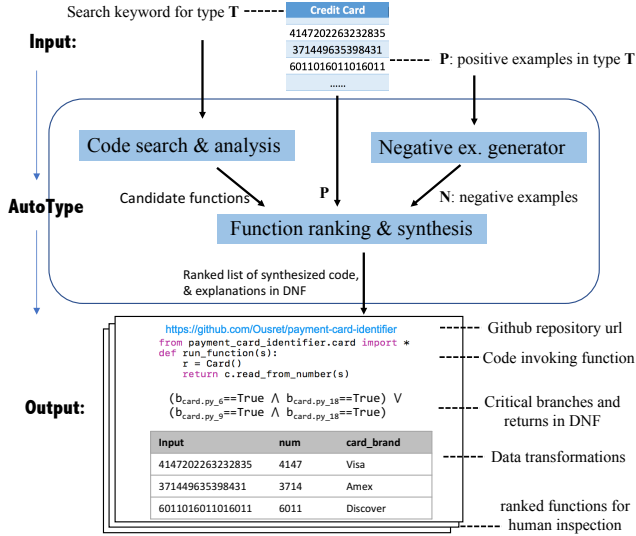 Search keyword for type T
Credit Card
Input:
4147202263232835
371449635398431
6011016011016011
......
P: positive examples in type T
Code search & analysis
Negative ex. generator
Candidate functions
P
N: negative examples
AutoType
Function ranking & synthesis
Ranked list of synthesized code,
& explanations in DNF
https://github.com/Ousret/payment-card-identifier
Github repository url
from payment_card_identifier.card import *
def run_function(s):
r = Card()
return c.read_from_number(s)
Code invoking function
Output:
(bcard.py_6==True ⋀ bcard.py_18==True) ⋁
(bcard.py_9==True ⋀ bcard.py_18==True)
Critical branches and
returns in DNF
Input num card_brand
4147202263232835 4147 Visa
371449635398431 3714 Amex
6011016011016011 6011 Discover
Data transformations
ranked functions for
human inspection